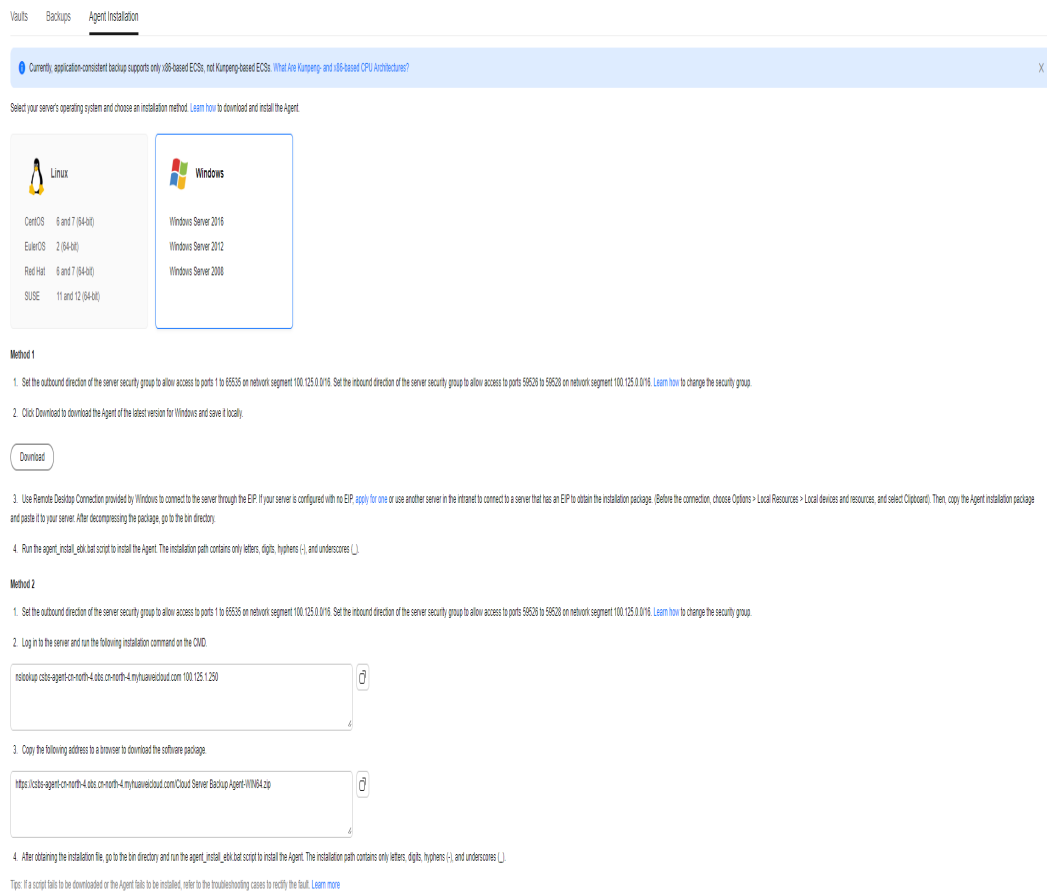 Vaults Backups Agent Installation
Currently, application-consistent backup supports only x86-based ECSs, not Kunpeng-based ECSs. What Are Kunpeng- and x86-based CPU Architectures? X
Select your server's operating system and choose an installation method. Learn how to download and install the Agent.
Linux
CentOS 6 and 7 (64-bit)
EulerOS 2 (64-bit)
Red Hat 6 and 7 (64-bit)
SUSE 11 and 12 (64-bit)
Windows
Windows Server 2016
Windows Server 2012
Windows Server 2008
Method 1
1. Set the outbound direction of the server security group to allow access to ports 1 to 65535 on network segment 100.125.0.0/16. Set the inbound direction of the server security group to allow access to ports 59526 to 59528 on network segment 100.125.0.0/16. Learn how to change the security group.
2. Click Download to download the Agent of the latest version for Windows and save it locally.
Download
3. Use Remote Desktop Connection provided by Windows to connect to the server through the EIP. If your server is configured with no EIP, apply for one or use another server in the intranet to connect to a server that has an EIP to obtain the installation package. (Before the connection, choose Options > Local Resources > Local devices and resources, and select Clipboard). Then, copy the Agent installation package
and paste it to your server. After decompressing the package, go to the bin directory.
4. Run the agent_install_ebk.bat script to install the Agent. The installation path contains only letters, digits, hyphens (-), and underscores (_).
Method 2
1. Set the outbound direction of the server security group to allow access to ports 1 to 65535 on network segment 100.125.0.0/16. Set the inbound direction of the server security group to allow access to ports 59526 to 59528 on network segment 100.125.0.0/16. Learn how to change the security group.
2. Log in to the server and run the following installation command on the CMD:
nslookup csbs-agent-cn-north-4.obs.cn-north-4.myhuaweicloud.com 100.125.1.250
3. Copy the following address to a browser to download the software package.
https://csbs-agent-cn-north-4.obs.cn-north-4.myhuaweicloud.com/Cloud Server Backup Agent-WIN64.zip
4. After obtaining the installation file, go to the bin directory and run the agent_install_ebk.bat script to install the Agent. The installation path contains only letters, digits, hyphens (-), and underscores (_).
Tips: If a script fails to be downloaded or the Agent fails to be installed, refer to the troubleshooting cases to rectify the fault. Learn more